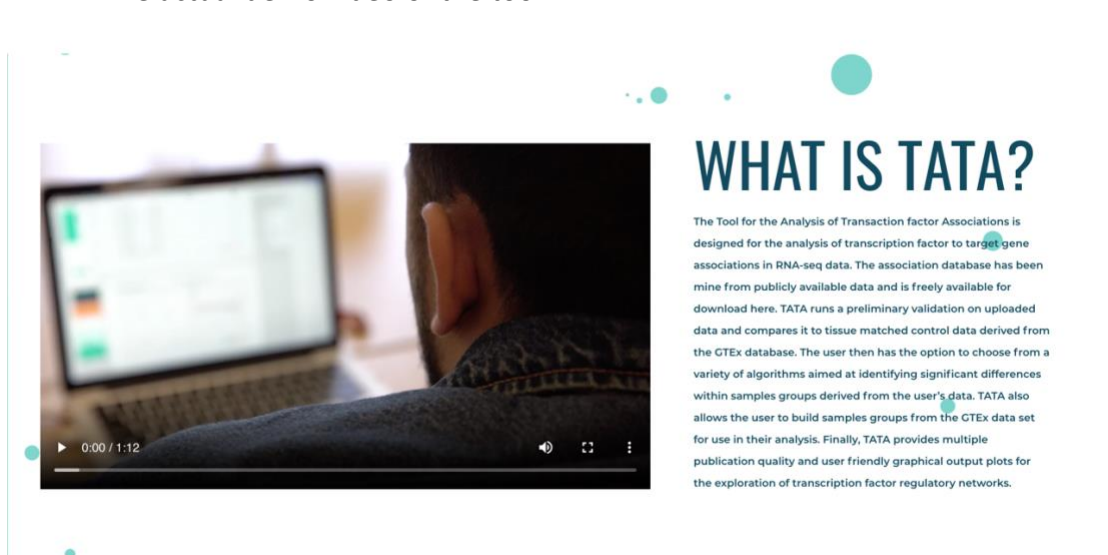 WHAT IS TATA?
The Tool for the Analysis of Transaction factor Associations is
designed for the analysis of transcription factor to target gene
associations in RNA-seq data. The association database has been
mine from publicly available data and is freely available for
download here. TATA runs a preliminary validation on uploaded
data and compares it to tissue matched control data derived from
the GTEx database. The user then has the option to choose from a
variety of algorithms aimed at identifying significant differences
within samples groups derived from the user's data. TATA also
allows the user to build samples groups from the GTEx data set
for use in their analysis. Finally, TATA provides multiple
publication quality and user friendly graphical output plots for
the exploration of transcription factor regulatory networks.
0:00 / 1:12